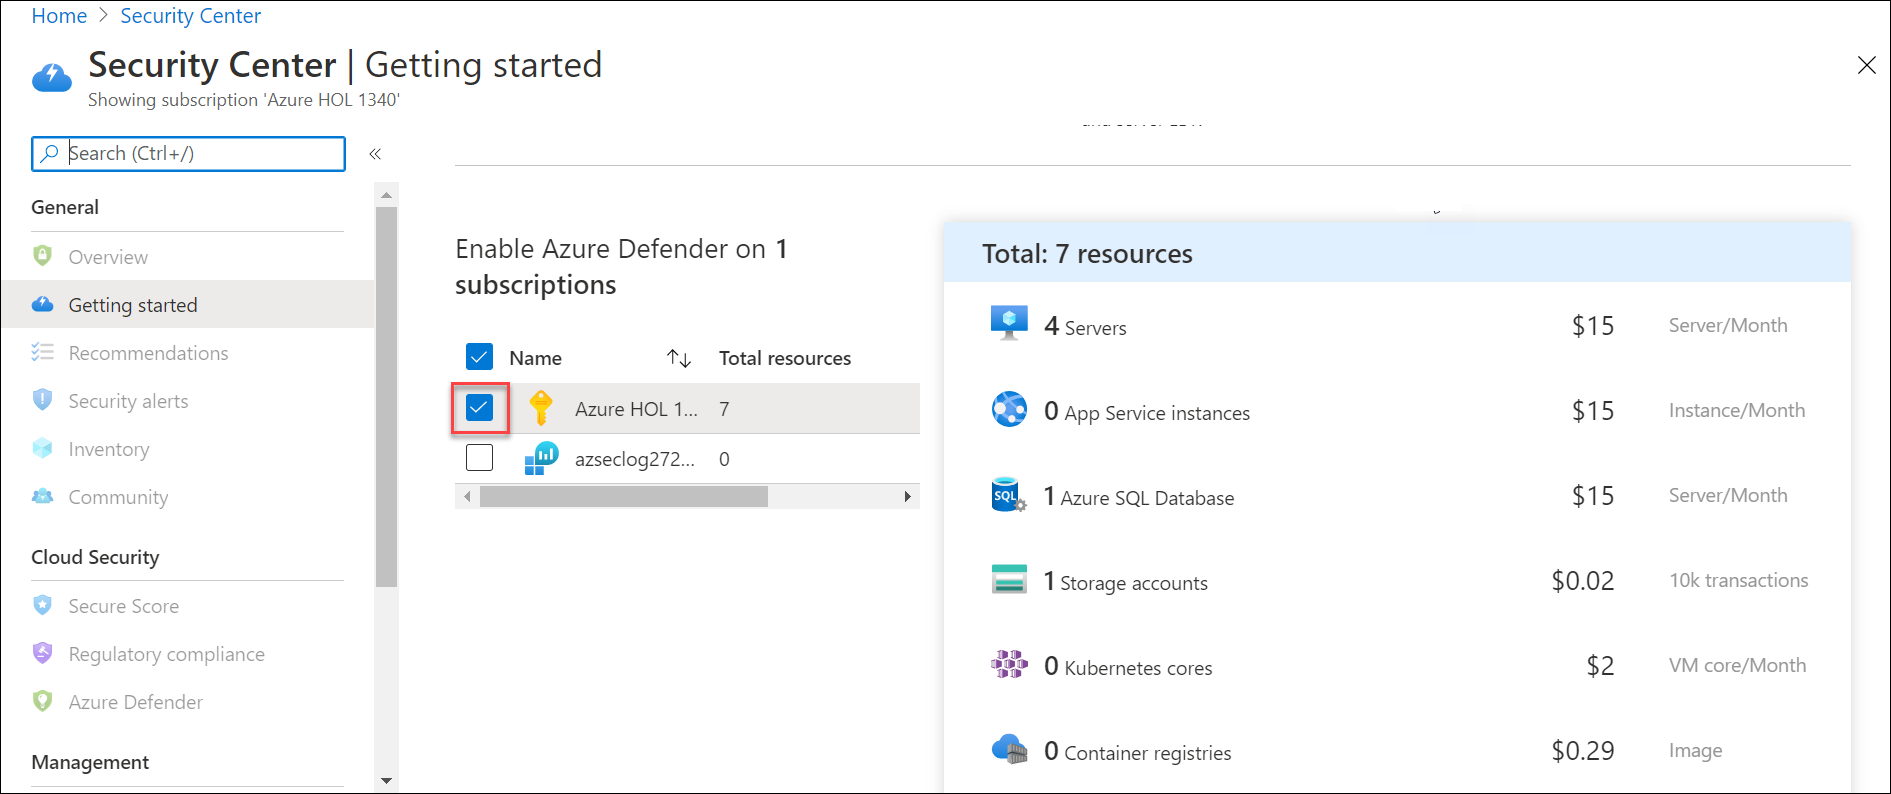 Home > Security Center
Security Center | Getting started
Showing subscription 'Azure HOL 1340'
Search (Ctrl+/)
«
General
Overview
Getting started
Recommendations
Security alerts
Inventory
Community
Cloud Security
Secure Score
Regulatory compliance
Azure Defender
Management
Enable Azure Defender on 1
subscriptions
Name Total resources
Azure HOL 1... 7
azseclog272... 0
Total: 7 resources
4 Servers $15 Server/Month
0 App Service instances $15 Instance/Month
SQL 1 Azure SQL Database $15 Server/Month
1 Storage accounts $0.02 10k transactions
0 Kubernetes cores $2 VM core/Month
0 Container registries $0.29 Image